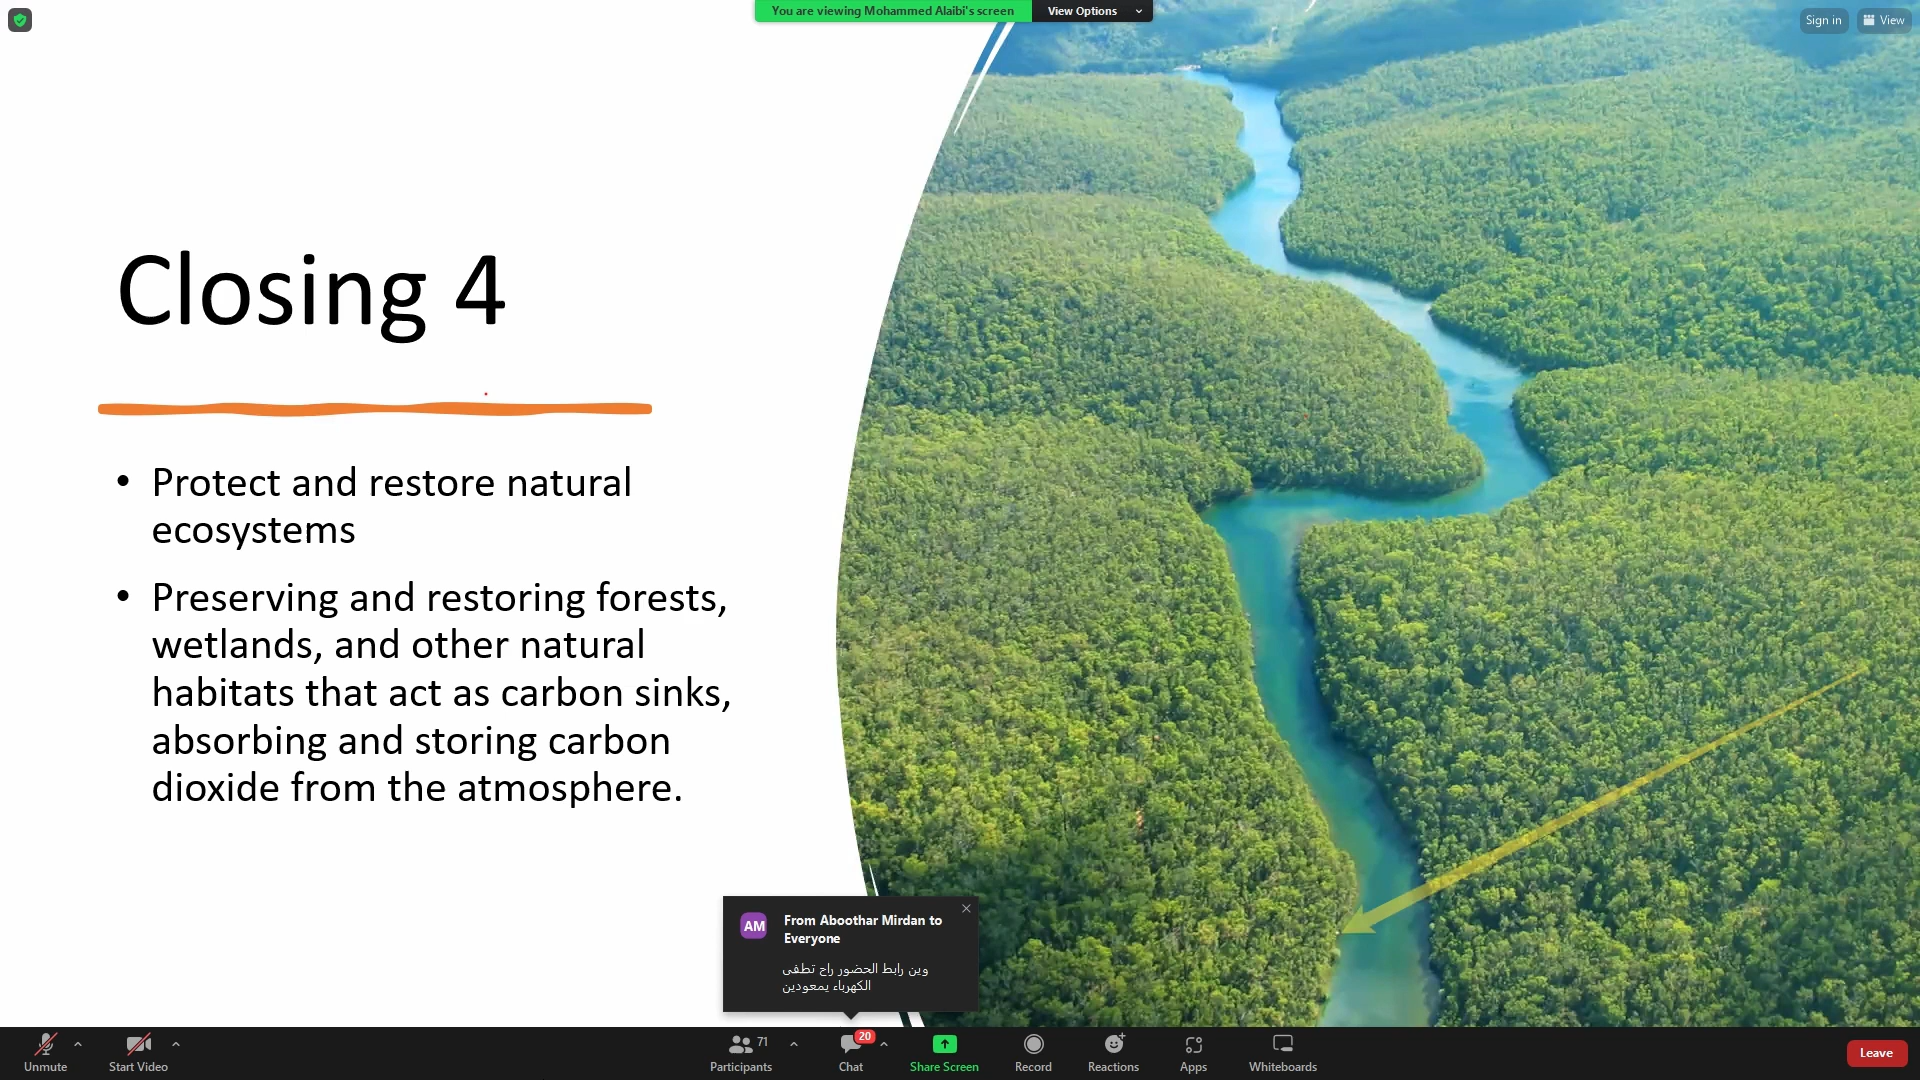 You are viewing Mohammed Alaibi's screen
View Options
Sign in
View
Closing 4
• Protect and restore natural
ecosystems
• Preserving and restoring forests,
wetlands, and other natural
habitats that act as carbon sinks,
absorbing and storing carbon
dioxide from the atmosphere.
AM
From Aboothar Mirdan to
Everyone
وين رابط الحضور راح تطفى
الكهرباء يمعودين
Unmute
Start Video
71
Participants
20
Chat
Share Screen
Record
Reactions
Apps
Whiteboards
Leave